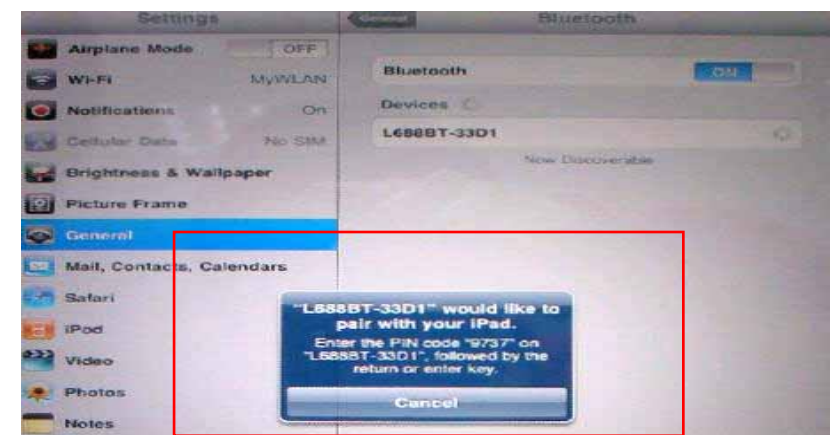 Settings
Airplane Mode OFF
Wi-Fi MyWLAN
Notifications On
Cellular Data No SIM
Brightness & Wallpaper
Picture Frame
General
Mail, Contacts, Calendars
Safari
iPod
Video
Photos
Notes
General
Bluetooth
Bluetooth ON
Devices
L688BT-33D1
Now Discoverable
"L688BT-33D1" would like to
pair with your iPad.
Enter the PIN code "9737" on
"L688BT-33D1", followed by the
return or enter key.
Cancel